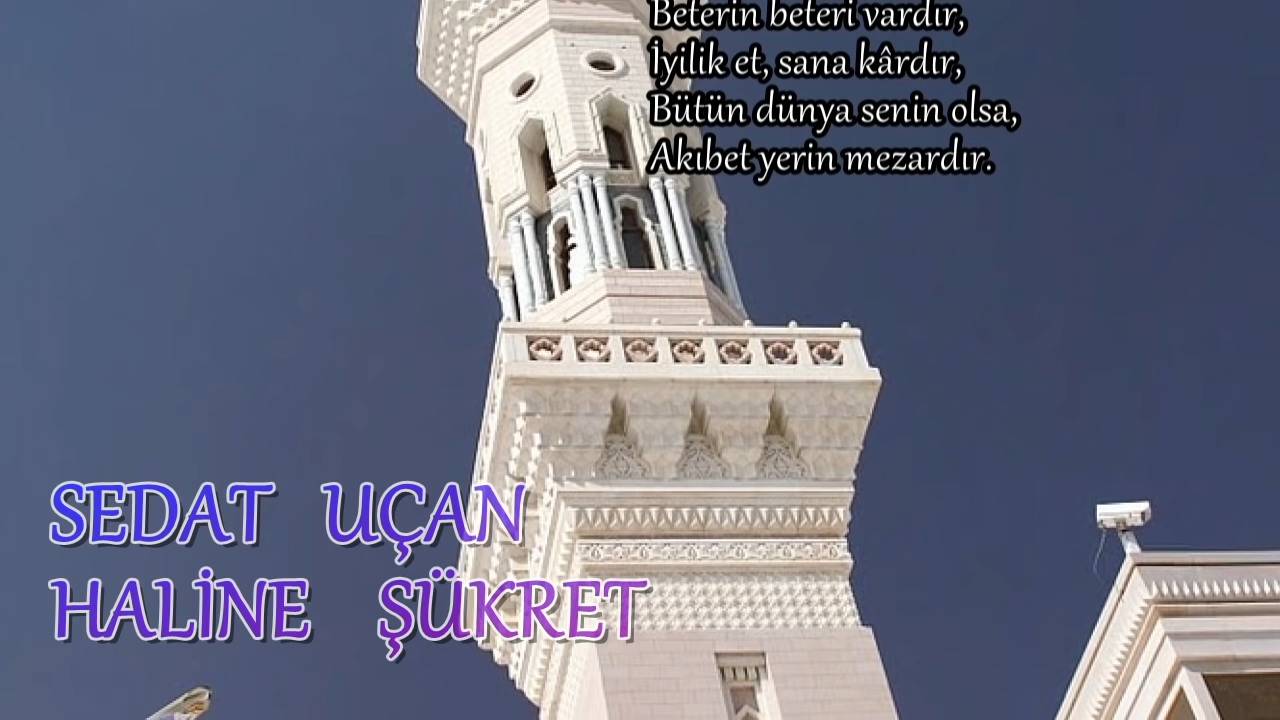 Beterin beteri vardır,
İyilik et, sana kârdır,
Bütün dünya senin olsa,
Akıbet yerin mezardır.
SEDAT UÇAN
HALİNE ŞÜKRET